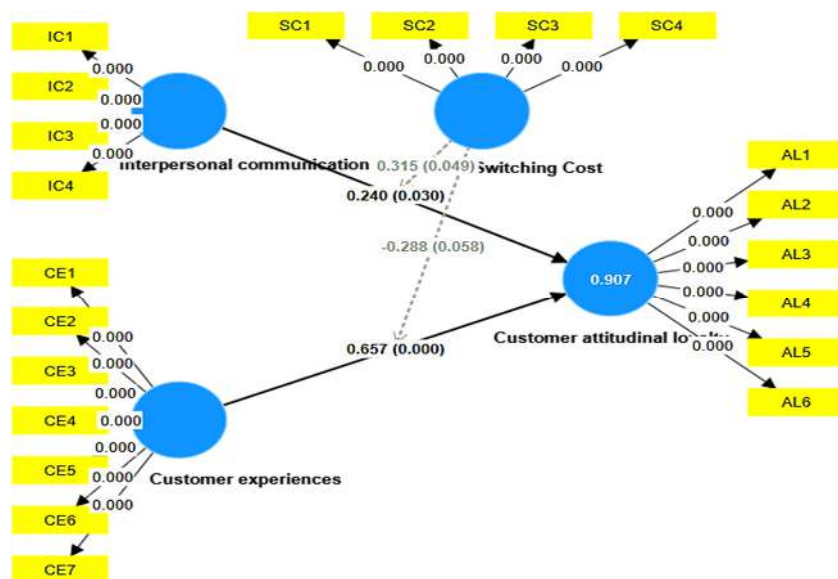 SC1
SC2
SC3
SC4
0.000
0.000
0.000
0.000
IC1
IC2
IC3
IC4
0.000
0.000
0.000
0.000
Interpersonal communication
0.315 (0.049)
Switching Cost
0.240 (0.030)
-0.288 (0.058)
0.657 (0.000)
0.907
Customer attitudinal loyalty
AL1
AL2
AL3
AL4
AL5
AL6
0.000
0.000
0.000
0.000
0.000
0.000
CE1
CE2
CE3
CE4
CE5
CE6
CE7
0.000
0.000
0.000
0.000
0.000
0.000
0.000
Customer experiences